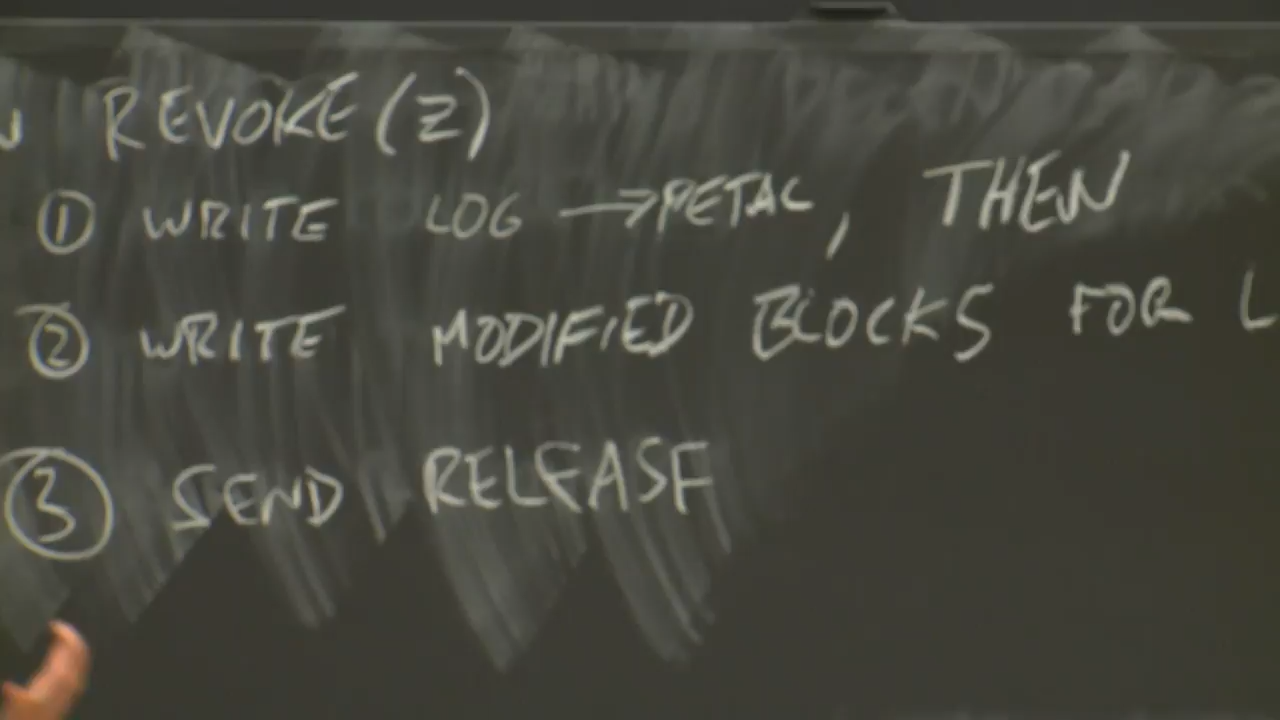 REVOKE(Z)
① WRITE LOG → PETAL, THEN
② WRITE MODIFIED BLOCKS FOR L
③ SEND RELEASE